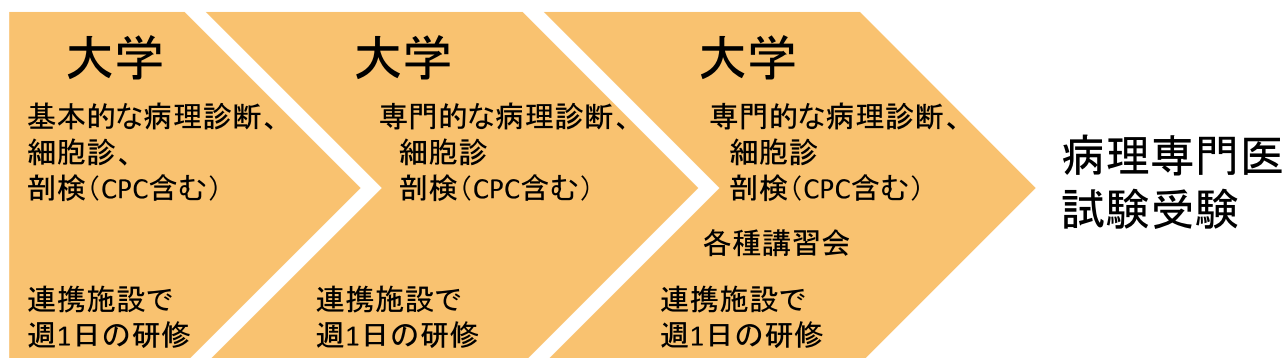 大学
基本的な病理診断、
細胞診、
剖検（CPC含む）
連携施設で
週1日の研修
大学
専門的な病理診断、
細胞診
剖検（CPC含む）
連携施設で
週1日の研修
大学
専門的な病理診断、
細胞診
剖検（CPC含む）
各種講習会
連携施設で
週1日の研修
病理専門医
試験受験